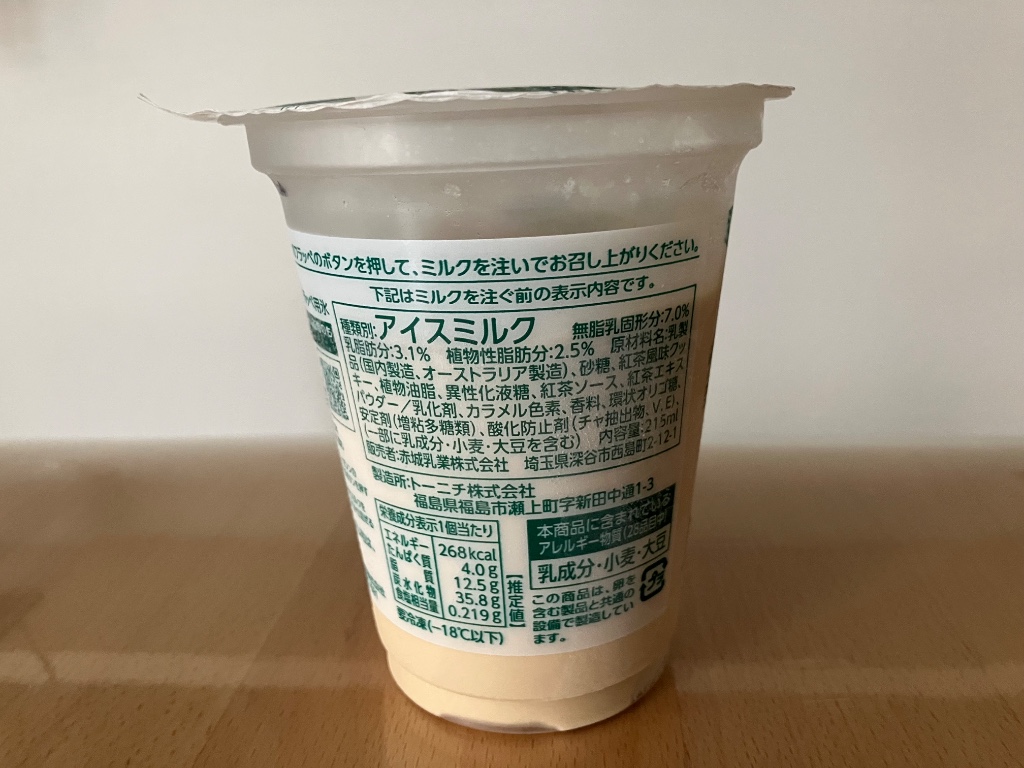 ラッペのボタンを押して、ミルクを注いでお召し上がりください。
下記はミルクを注ぐ前の表示内容です。
種類別:アイスミルク 無脂乳固形分:7.0%
乳脂肪分:3.1% 植物性脂肪分:2.5% 原材料名:乳製
品(国内製造、オーストラリア製造)、砂糖、紅茶風味クッ
キー、植物油脂、異性化液糖、紅茶ソース、紅茶エキス
パウダー/乳化剤、カラメル色素、香料、環状オリゴ糖、
安定剤(増粘多糖類)、酸化防止剤(チャ抽出物、V.E)、
(一部に乳成分・小麦・大豆を含む) 内容量:215ml
販売者:赤城乳業株式会社 埼玉県深谷市西島町2-12-1
製造所:トーニチ株式会社
福島県福島市瀬上町字新田中通1-3
栄養成分表示1個当たり
エネルギー 268kcal
たんぱく質 4.0g
脂質 12.5g
炭水化物 35.8g
食塩相当量 0.219g
【推定値】
要冷凍(-18℃以下)
本商品に含まれている
アレルギー物質(28品目中)
乳成分・小麦・大豆
この商品は、卵を
含む製品と共通の
設備で製造してい
ます。
プラ